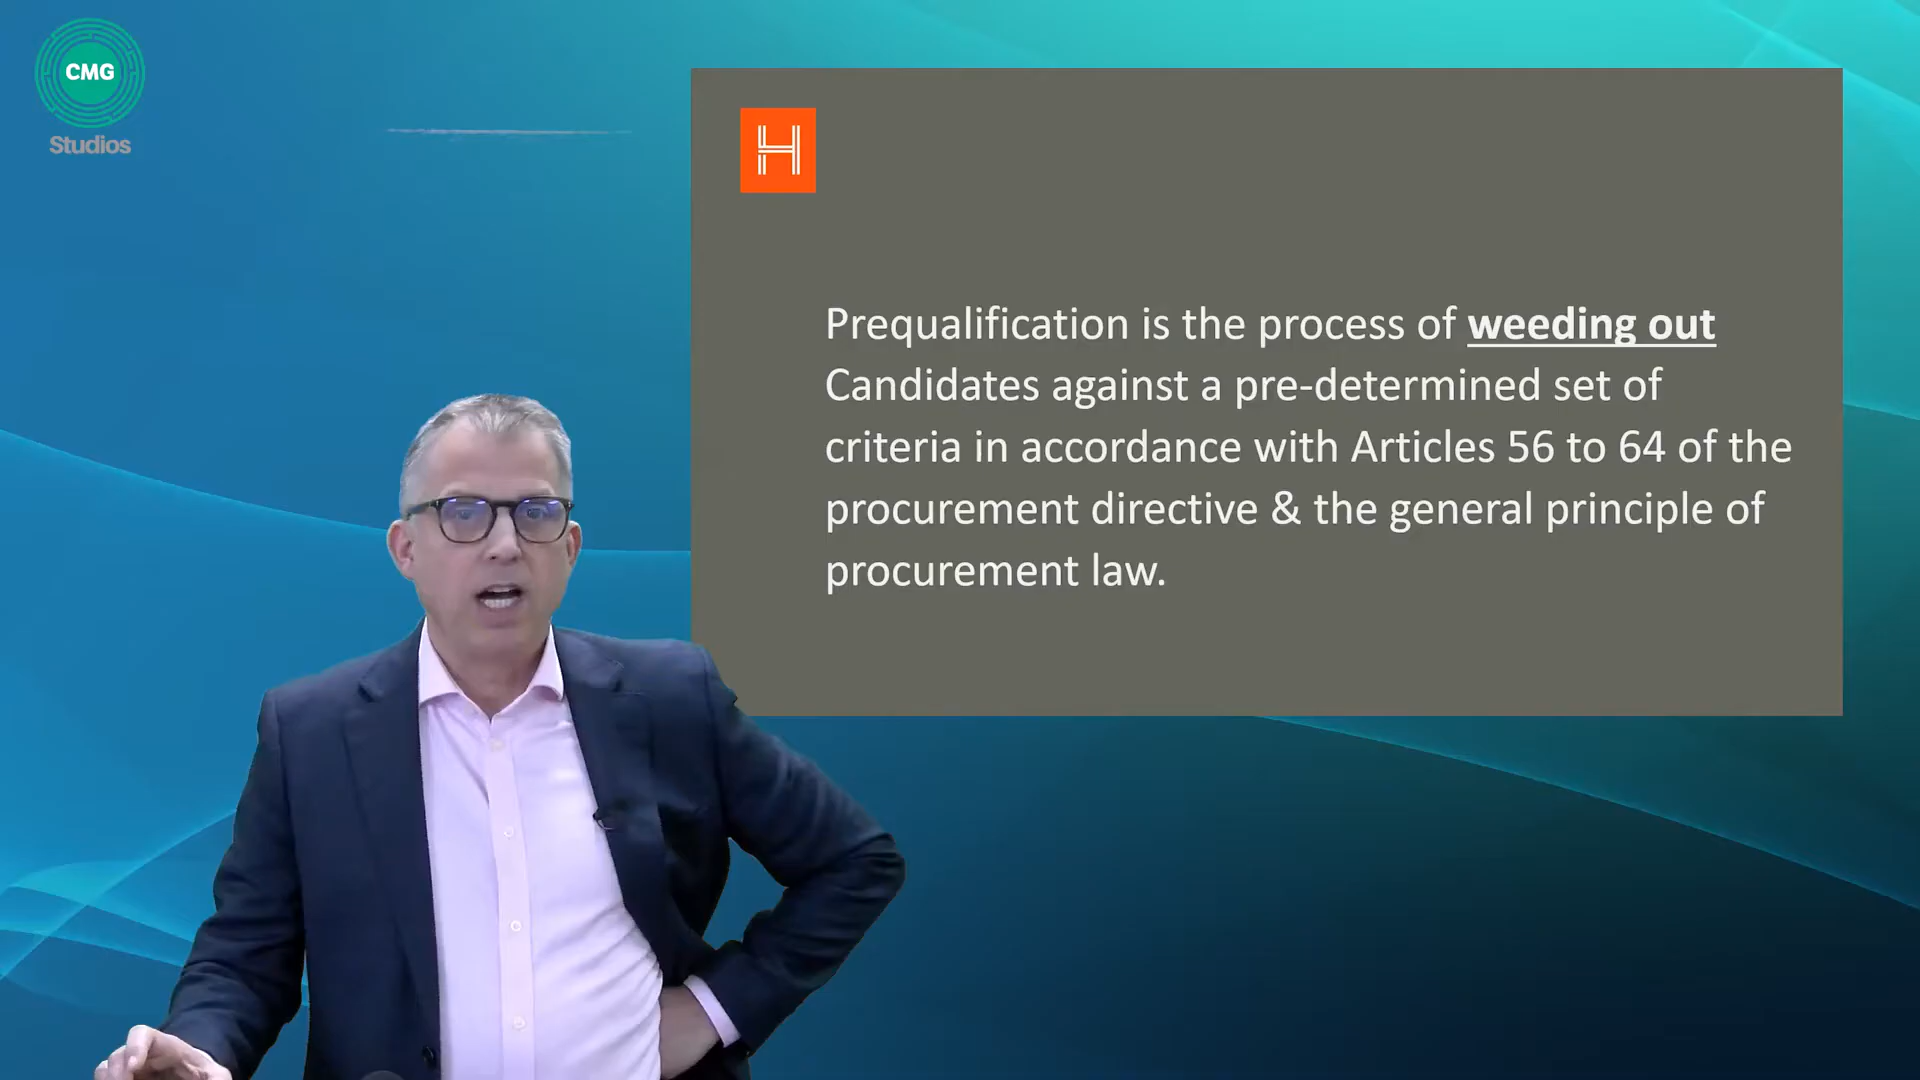 CMG
Studios
H
Prequalification is the process of weeding out
Candidates against a pre-determined set of
criteria in accordance with Articles 56 to 64 of the
procurement directive & the general principle of
procurement law.